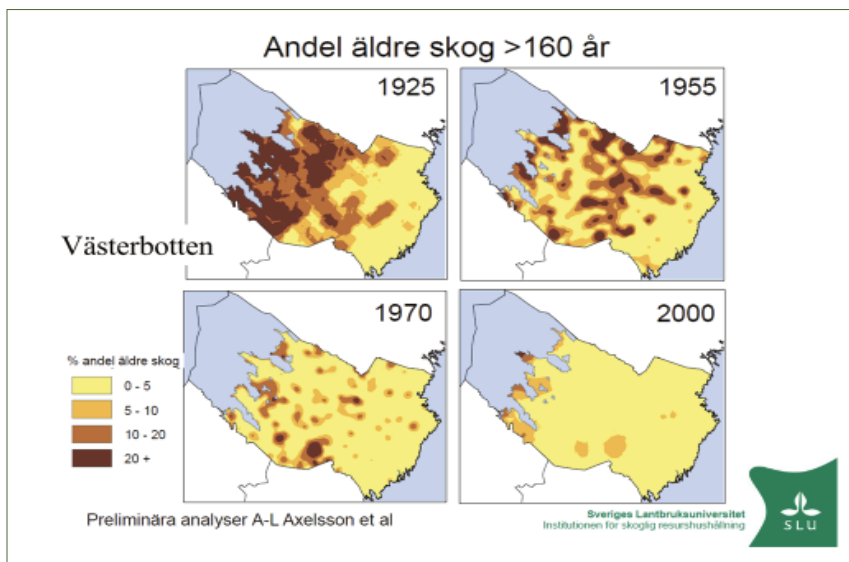 Andel äldre skog >160 år
1925
1955
Västerbotten
1970
2000
% andel äldre skog
0 - 5
5 - 10
10 - 20
20 +
Preliminära analyser A-L Axelsson et al
Sveriges Lantbruksuniversitet
Institutionen för skoglig resurshushållning
SLU